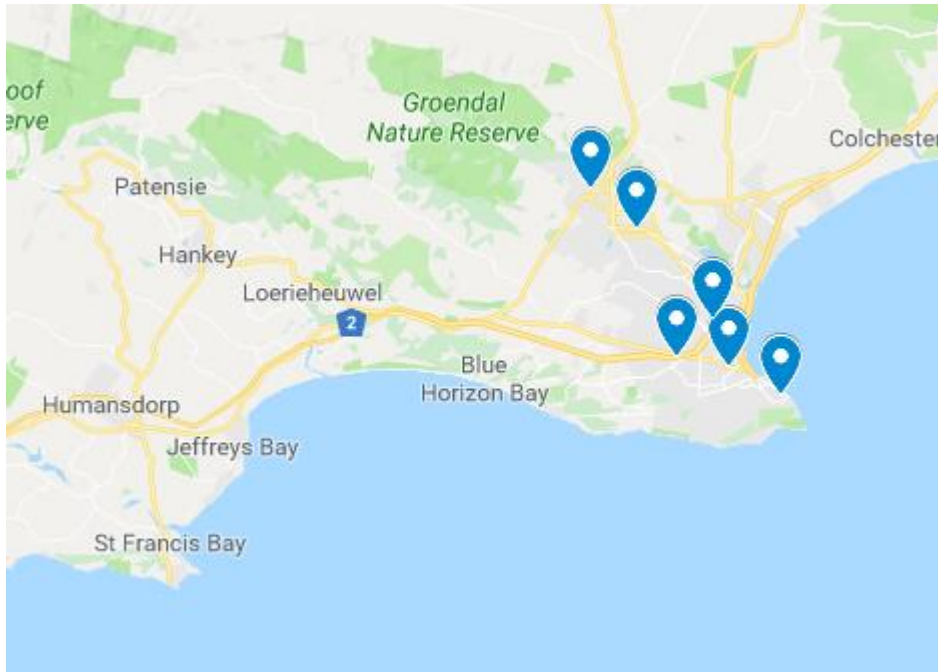 oof
erve
Groendal
Nature Reserve
Colchester
Patensie
Hankey
Loerieheuwel
2
Blue
Horizon Bay
Humansdorp
Jeffreys Bay
St Francis Bay